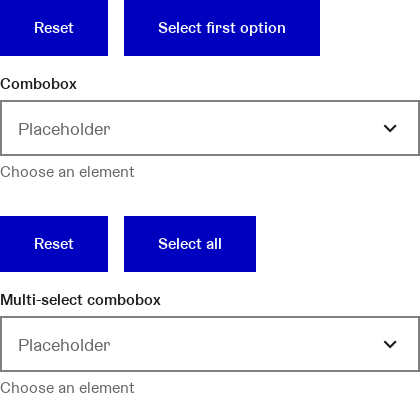 Reset
Select first option
Combobox
Placeholder
Choose an element
Reset
Select all
Multi-select combobox
Placeholder
Choose an element